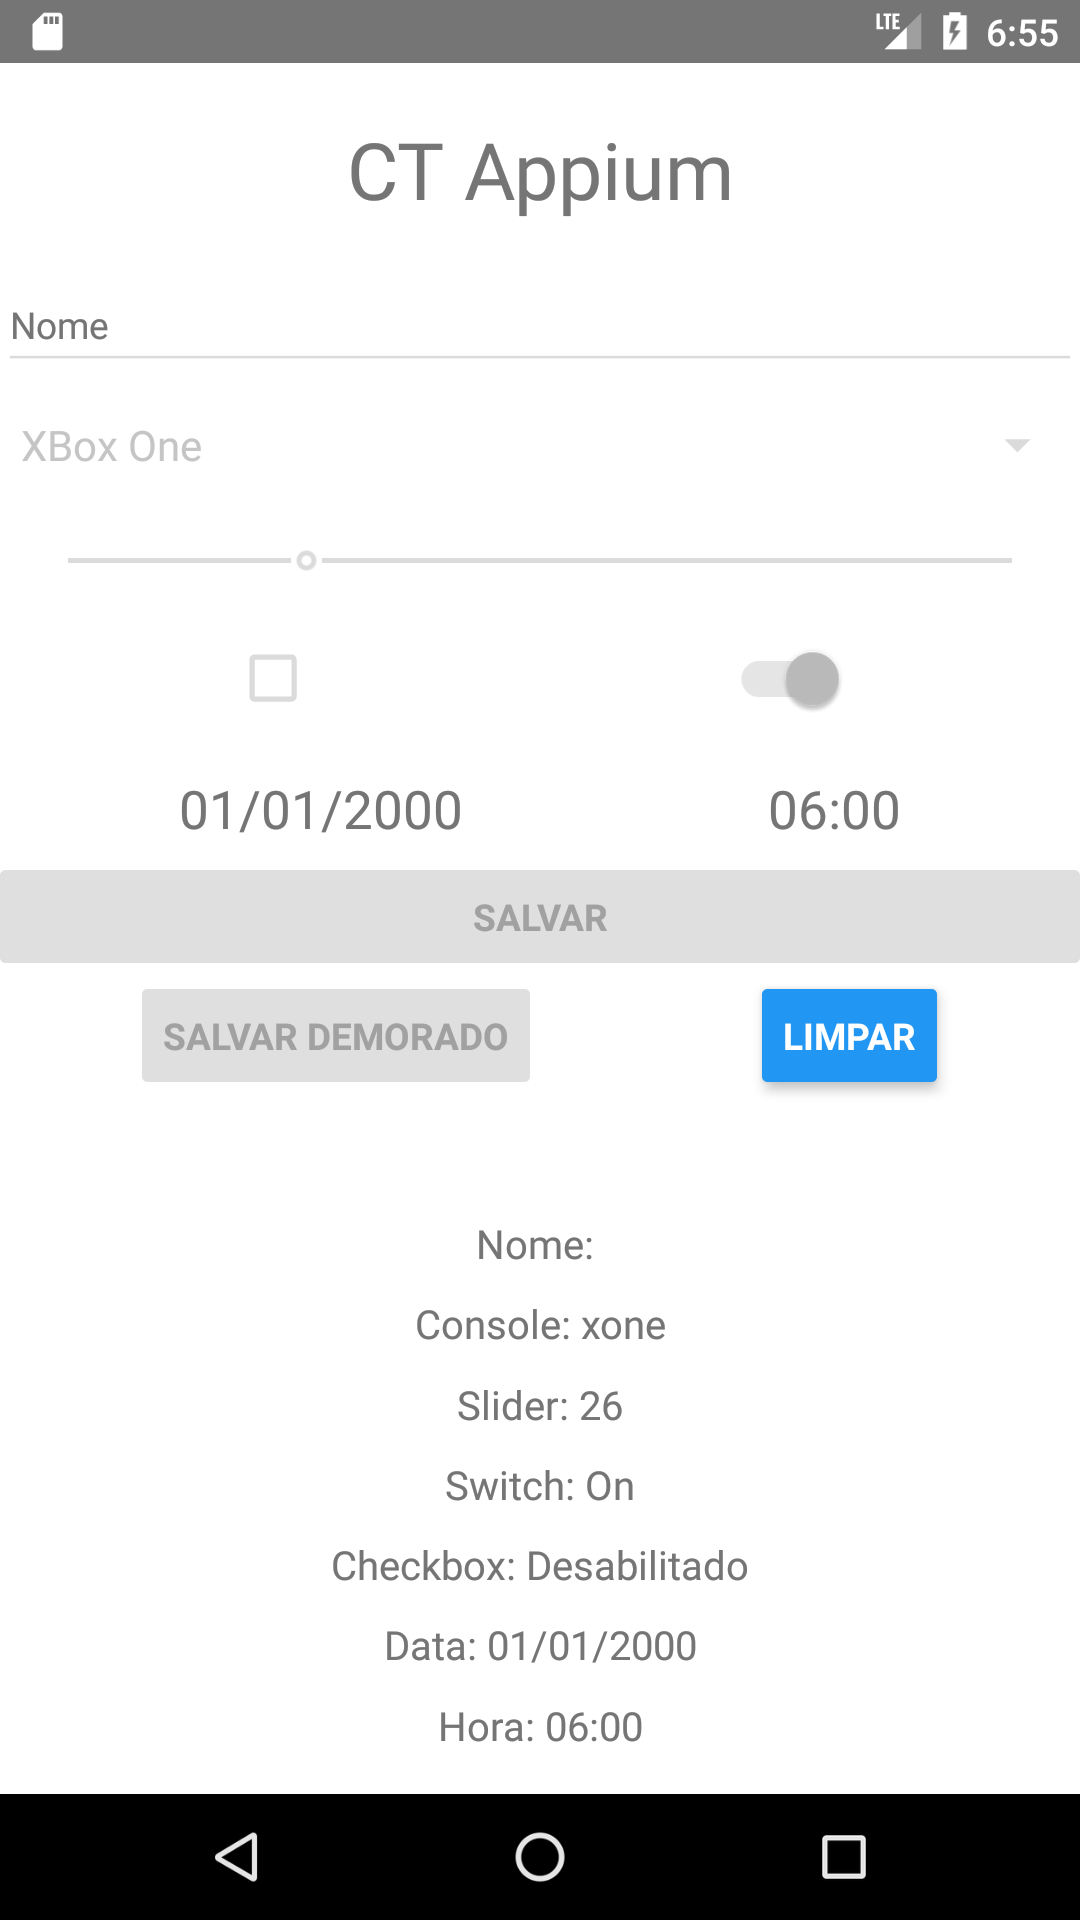 LTE 6:55
CT Appium
Nome
XBox One
01/01/2000 06:00
SALVAR
SALVAR DEMORADO LIMPAR
Nome:
Console: xone
Slider: 26
Switch: On
Checkbox: Desabilitado
Data: 01/01/2000
Hora: 06:00